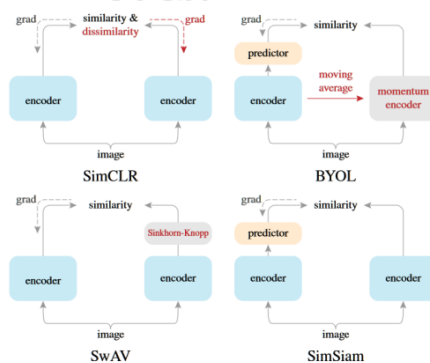 grad
similarity &
dissimilarity
grad
encoder
encoder
image
SimCLR
grad
similarity
predictor
moving
average
encoder
momentum
encoder
image
BYOL
grad
similarity
Sinkhorn-Knopp
encoder
encoder
image
SwAV
grad
similarity
predictor
encoder
encoder
image
SimSiam